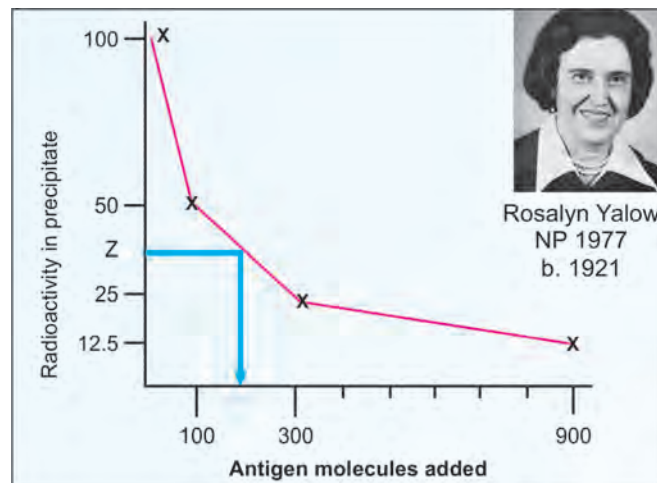 100
X
Radioactivity in precipitate
50
X
Z
25
X
12.5
X
100
300
900
Antigen molecules added
Rosalyn Yalow
NP 1977
b. 1921